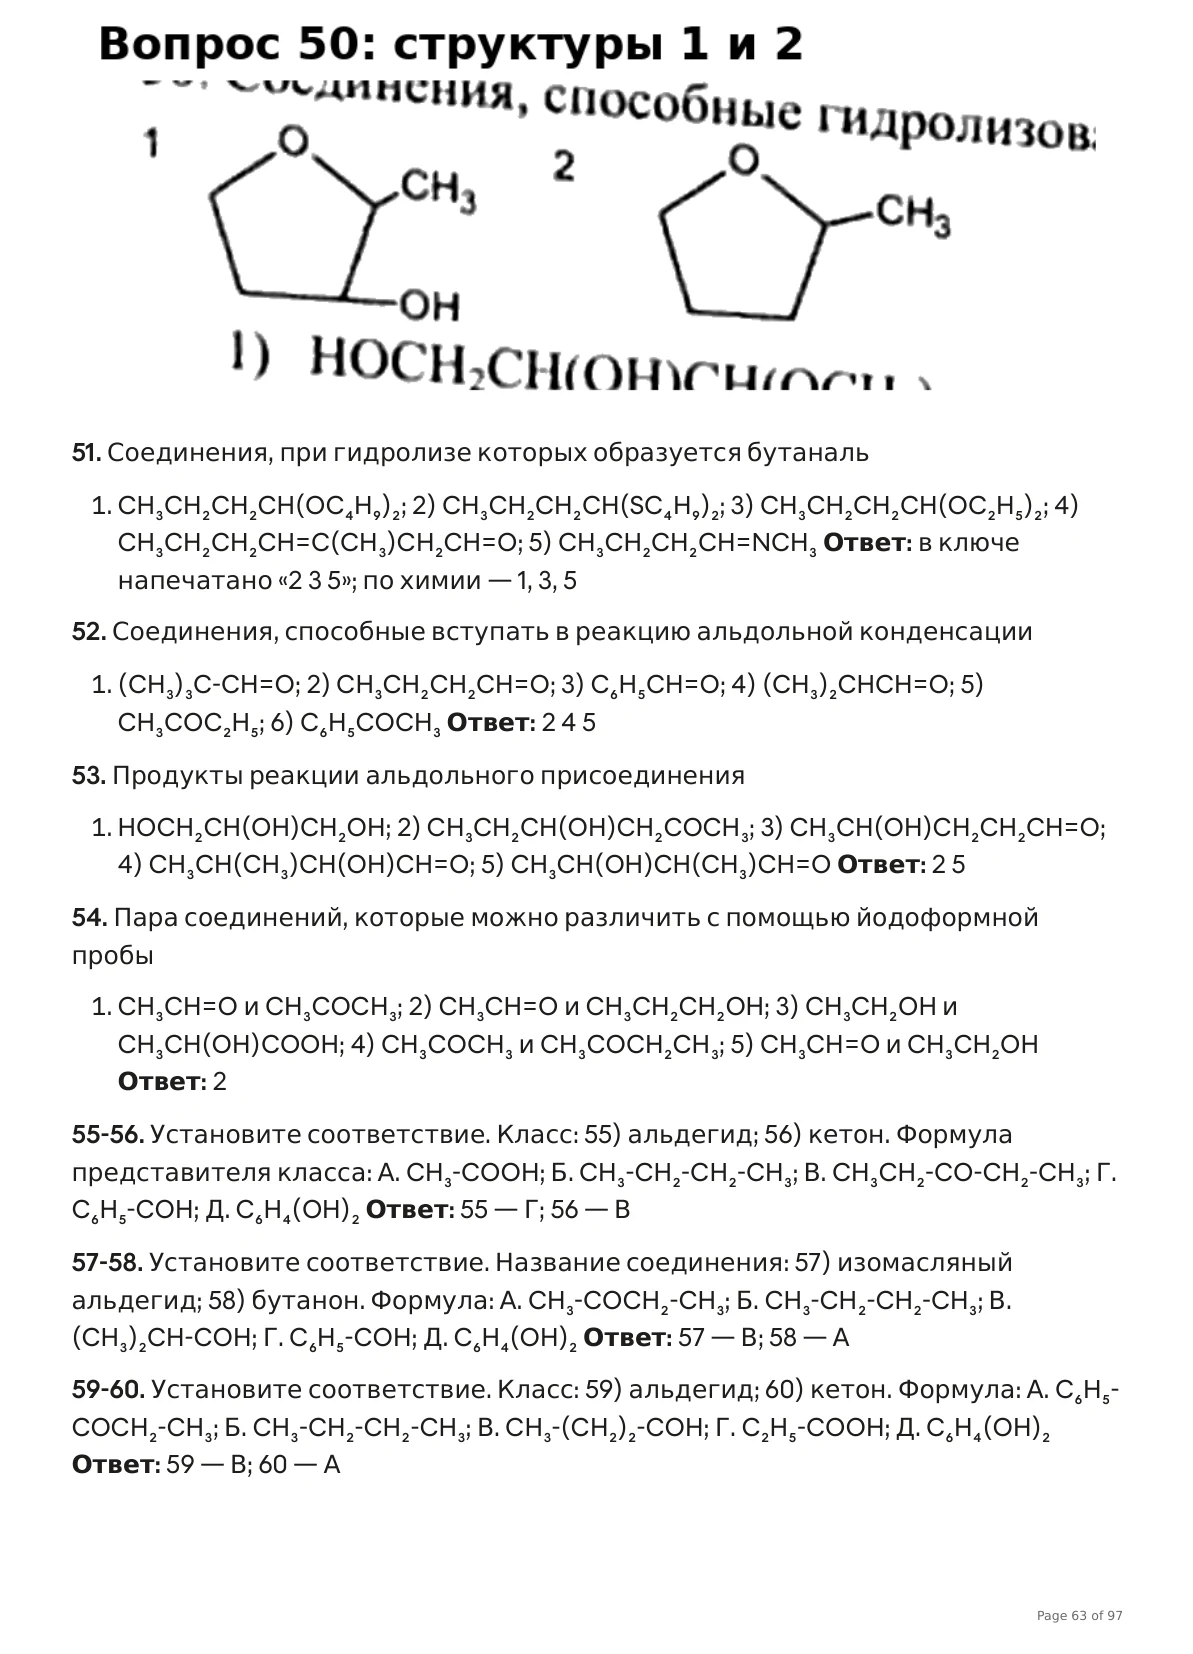 Вопрос 50: структуры 1 и 2
50. Соединения, способные гидролизов
1
O
CH₃
OH
2
O
CH₃
1) HOCH₂CH(OH)CH(OCH₃)
51. Соединения, при гидролизе которых образуется бутаналь
1. CH₃CH₂CH₂CH(OC₄H₉)₂; 2) CH₃CH₂CH₂CH(SC₄H₉)₂; 3) CH₃CH₂CH₂CH(OC₂H₅)₂; 4)
CH₃CH₂CH₂CH=C(CH₃)CH₂CH=O; 5) CH₃CH₂CH₂CH=NCH₃ Ответ: в ключе
напечатано «2 3 5»; по химии — 1, 3, 5
52. Соединения, способные вступать в реакцию альдольной конденсации
1. (CH₃)₃C-CH=O; 2) CH₃CH₂CH₂CH=O; 3) C₆H₅CH=O; 4) (CH₃)₂CHCH=O; 5)
CH₃COC₂H₅; 6) C₆H₅COCH₃ Ответ: 2 4 5
53. Продукты реакции альдольного присоединения
1. HOCH₂CH(OH)CH₂OH; 2) CH₃CH₂CH(OH)CH₂COCH₃; 3) CH₃CH(OH)CH₂CH₂CH=O;
4) CH₃CH(CH₃)CH(OH)CH=O; 5) CH₃CH(OH)CH(CH₃)CH=O Ответ: 2 5
54. Пара соединений, которые можно различить с помощью йодоформной
пробы
1. CH₃CH=O и CH₃COCH₃; 2) CH₃CH=O и CH₃CH₂CH₂OH; 3) CH₃CH₂OH и
CH₃CH(OH)COOH; 4) CH₃COCH₃ и CH₃COCH₂CH₃; 5) CH₃CH=O и CH₃CH₂OH
Ответ: 2
55-56. Установите соответствие. Класс: 55) альдегид; 56) кетон. Формула
представителя класса: А. CH₃-COOH; Б. CH₃-CH₂-CH₂-CH₃; В. CH₃CH₂-CO-CH₂-CH₃; Г.
C₆H₅-COH; Д. C₆H₄(OH)₂ Ответ: 55 — Г; 56 — В
57-58. Установите соответствие. Название соединения: 57) изомасляный
альдегид; 58) бутанон. Формула: А. CH₃-COCH₂-CH₃; Б. CH₃-CH₂-CH₂-CH₃; В.
(CH₃)₂CH-COH; Г. C₆H₅-COH; Д. C₆H₄(OH)₂ Ответ: 57 — В; 58 — А
59-60. Установите соответствие. Класс: 59) альдегид; 60) кетон. Формула: А. C₆H₅-
COCH₂-CH₃; Б. CH₃-CH₂-CH₂-CH₃; В. CH₃-(CH₂)₂-COH; Г. C₂H₅-COOH; Д. C₆H₄(OH)₂
Ответ: 59 — В; 60 — А
Page 63 of 97